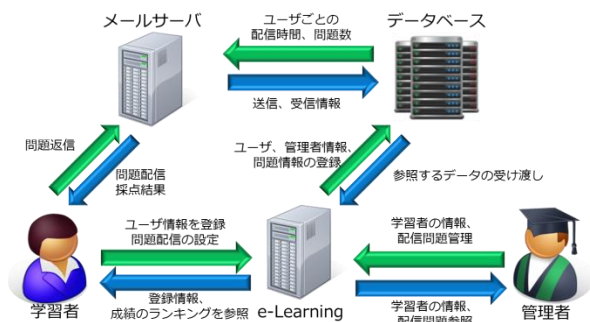 メールサーバ
ユーザごとの
配信時間、問題数
データベース
送信、受信情報
問題返信
問題配信
採点結果
ユーザ、管理者情報、
問題情報の登録
参照するデータの受け渡し
ユーザ情報を登録
問題配信の設定
学習者の情報、
配信問題管理
登録情報、
成績のランキングを参照
学習者の情報、
配信問題参照
学習者
e-Learning
管理者